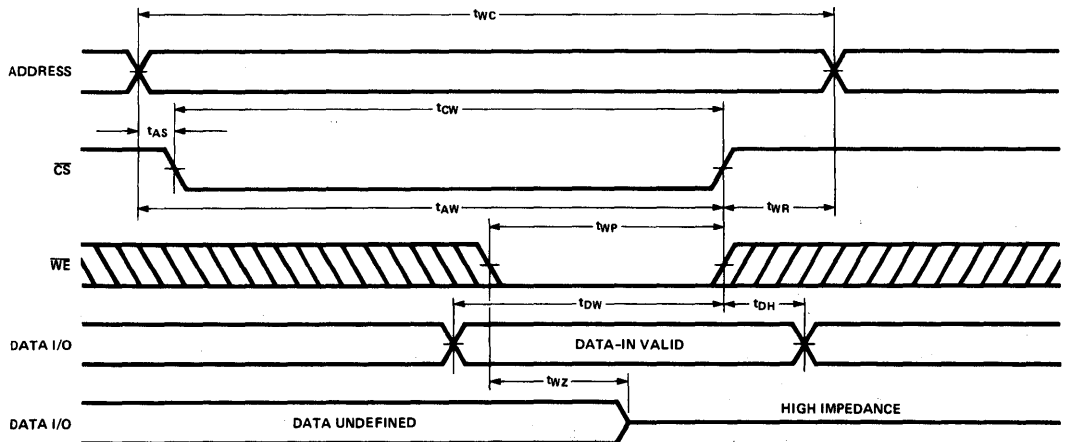 tWC
ADDRESS
tCW
tAS
CS
tAW
tWR
tWP
WE
tDW
tDH
DATA I/O
DATA-IN VALID
tWZ
DATA I/O
DATA UNDEFINED
HIGH IMPEDANCE